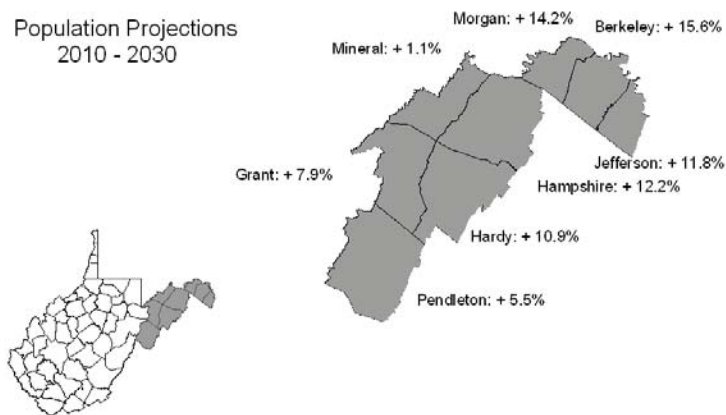 Population Projections
2010 - 2030
Morgan: + 14.2%
Berkeley: + 15.6%
Mineral: + 1.1%
Jefferson: + 11.8%
Grant: + 7.9%
Hampshire: + 12.2%
Hardy: + 10.9%
Pendleton: + 5.5%